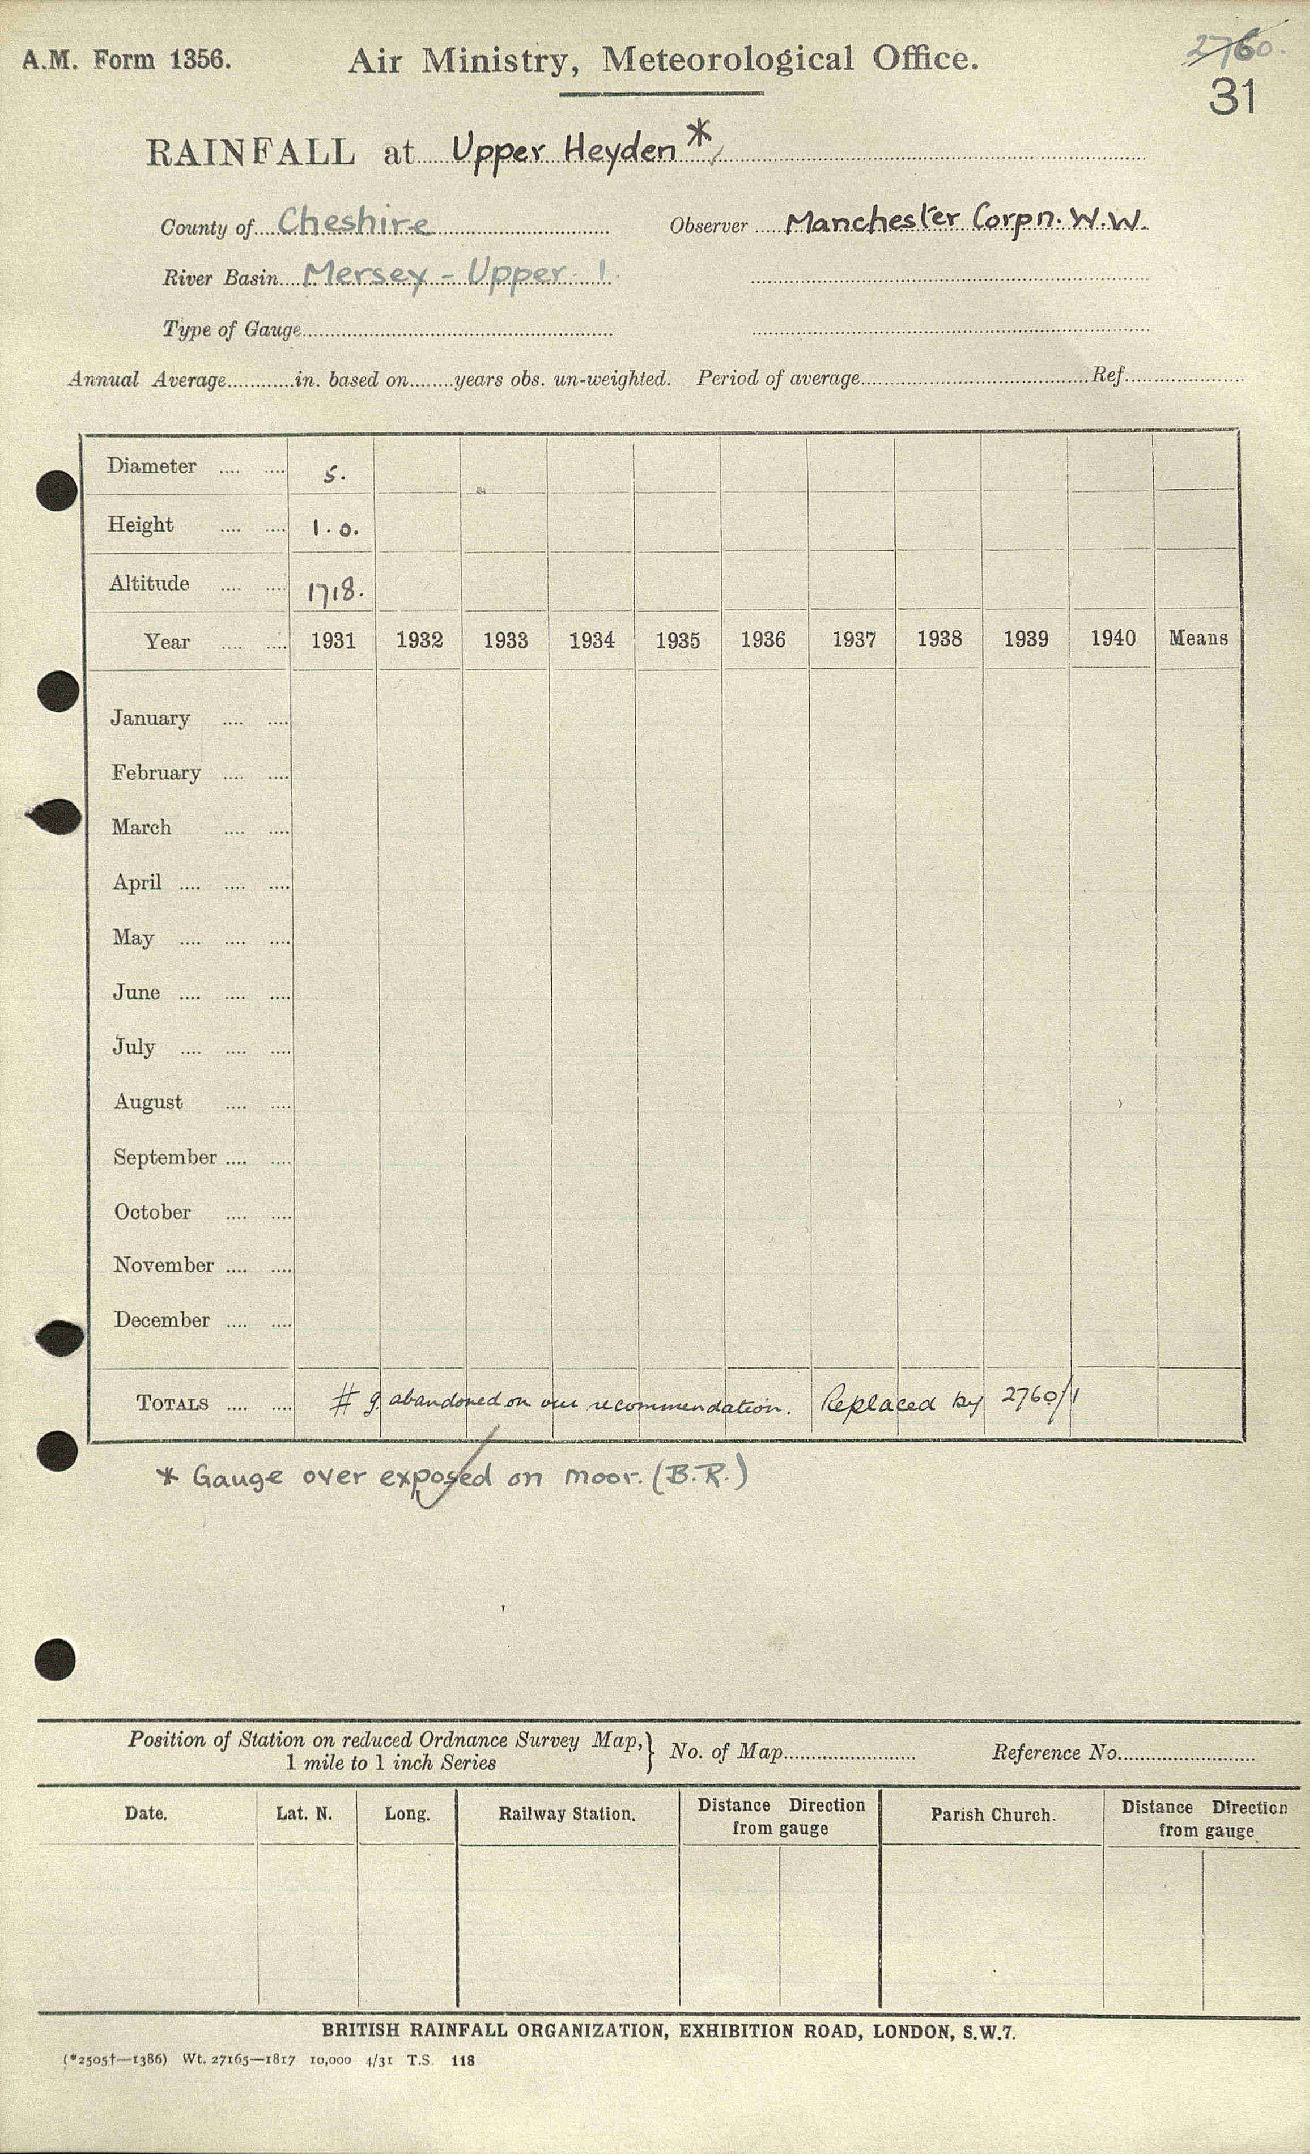 A.M. Form 1356. Air Ministry, Meteorological Office. 2760.
31
RAINFALL at Upper Heyden *
County of Cheshire Observer Manchester Corpn. W.W.
River Basin Mersey - Upper 1.
Type of Gauge
Annual Average in. based on years obs. un-weighted. Period of average Ref.
Diameter 5.
Height 1.0.
Altitude 1718.
Year 1931 1932 1933 1934 1935 1936 1937 1938 1939 1940 Means
January
February
March
April
May
June
July
August
September
October
November
December
TOTALS # g abandoned on our recommendation. Replaced by 2760/1
* Gauge over exposed on moor. (B.R.)
Position of Station on reduced Ordnance Survey Map, } No. of Map Reference No.
1 mile to 1 inch Series
Date. Lat. N. Long. Railway Station. Distance Direction from gauge Parish Church. Distance Direction from gauge
BRITISH RAINFALL ORGANIZATION, EXHIBITION ROAD, LONDON, S.W.7.
(*2505†—1386) Wt. 27165—1817 10,000 4/31 T.S. 118